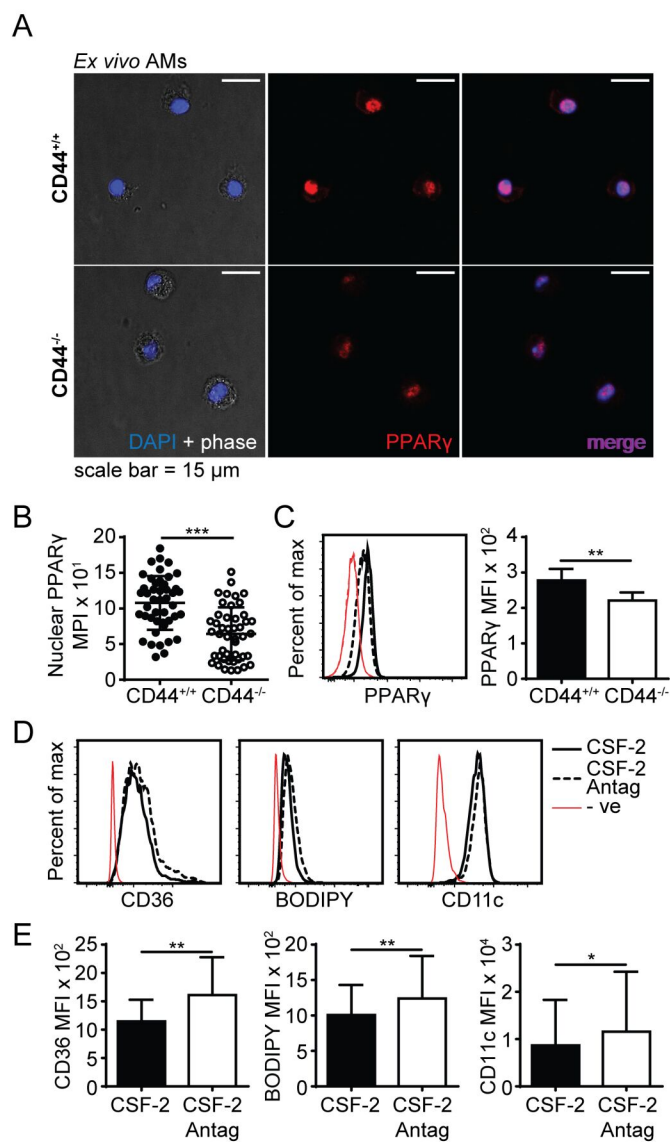 A
Ex vivo AMs
CD44+/+
CD44-/-
DAPI + phase
PPARγ
merge
scale bar = 15 µm
B
Nuclear PPARγ
MPI x 10¹
20
15
10
5
0
***
CD44+/+ CD44-/-
C
Percent of max
PPARγ
PPARγ MFI x 10²
4
3
2
1
0
**
CD44+/+ CD44-/-
D
Percent of max
CD36
BODIPY
CD11c
CSF-2
CSF-2
Antag
- ve
E
CD36 MFI x 10²
25
20
15
10
5
0
**
CSF-2 CSF-2
Antag
BODIPY MFI x 10²
20
15
10
5
0
**
CSF-2 CSF-2
Antag
CD11c MFI x 10⁴
3
2
1
0
*
CSF-2 CSF-2
Antag